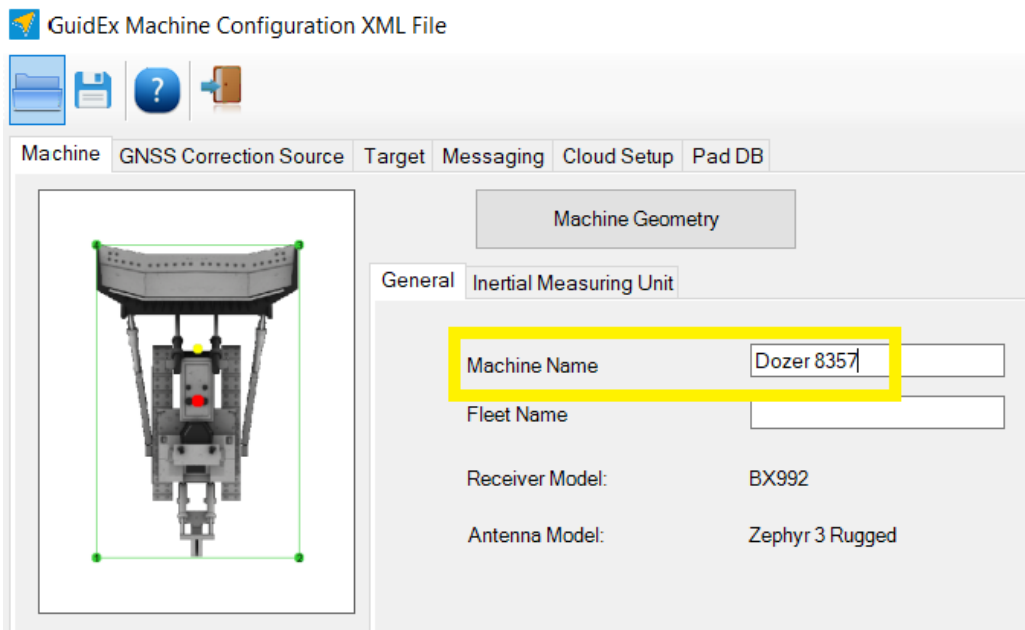 GuidEx Machine Configuration XML File
?
Machine GNSS Correction Source Target Messaging Cloud Setup Pad DB
Machine Geometry
General Inertial Measuring Unit
Machine Name Dozer 8357
Fleet Name
Receiver Model: BX992
Antenna Model: Zephyr 3 Rugged